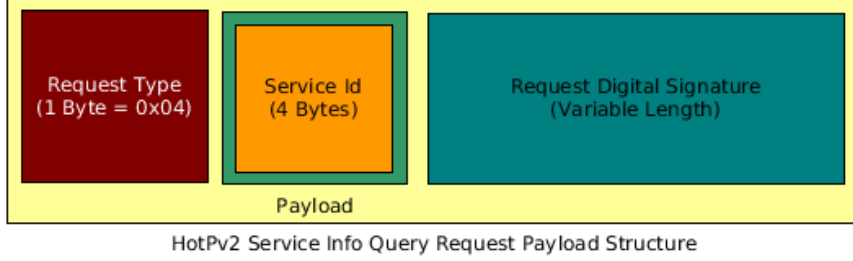 Request Type
(1 Byte = 0x04)
Service Id
(4 Bytes)
Request Digital Signature
(Variable Length)
Payload
HotPv2 Service Info Query Request Payload Structure